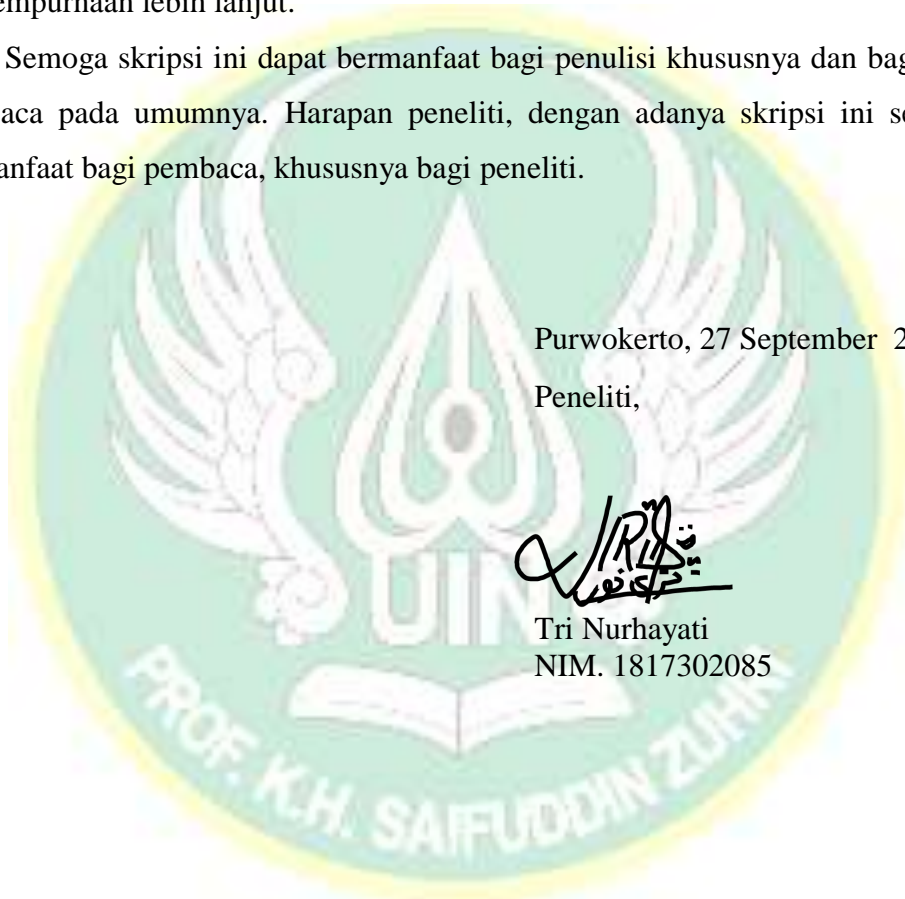 empurnaan lebih lanjut.
Semoga skripsi ini dapat bermanfaat bagi penulisi khususnya dan bag
aca pada umumnya. Harapan peneliti, dengan adanya skripsi ini se
anfaat bagi pembaca, khususnya bagi peneliti.
Purwokerto, 27 September 2
Peneliti,
Tri Nurhayati
NIM. 1817302085
UIN
PROF. K.H. SAIFUDDIN ZUHRI